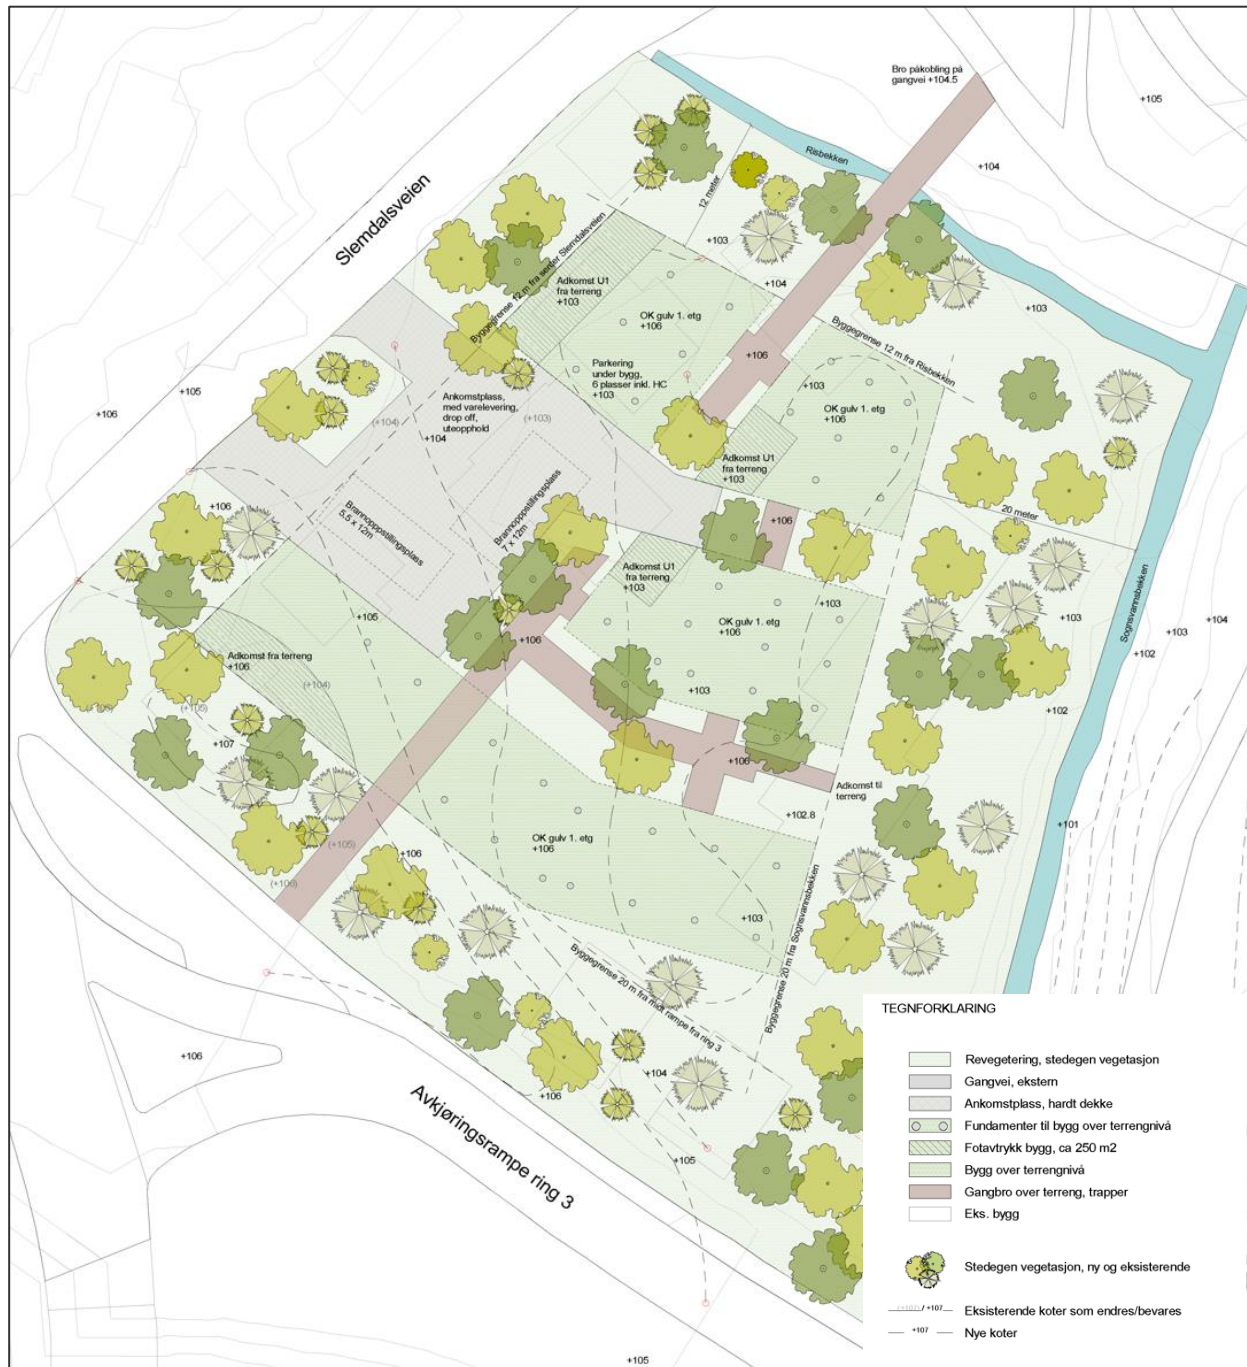 Bro påkobling på
gangvei +104.5
+105
+104
Risbekken
Slemdalsveien
12 meter
Byggegrense 12 m fra senter Slemdalsveien
+103
+104
+103
Adkomst U1
fra terreng
+103
OK gulv 1. etg
+106
Byggegrense 12 m fra Risbekken
+106
+103
Parkering
under bygg,
6 plasser inkl. HC
+103
+105
+106
Ankomstplass,
med varelevering,
drop off,
uteopphold
(+103)
(+104)
+104
OK gulv 1. etg
+106
Adkomst U1
fra terreng
+103
Brannoppstillingsplass
5,5 x 12m
Brannoppstillingsplass
7 x 12m
+106
+106
20 meter
Sognsvannsbekken
Adkomst U1
fra terreng
+103
+103
+105
OK gulv 1. etg
+106
+103
+104
+103
+102
+106
Adkomst fra terreng
+106
(+104)
+103
(+105)
(+106)
+102
+107
+106
Adkomst til
terreng
+102.8
+101
OK gulv 1. etg
+106
(+105)
+106
(+106)
+103
Byggegrense 20 m fra midt rampe fra ring 3
Byggegrense 20 m fra Sognsvannsbekken
+106
+104
+106
Avkjøringsrampe ring 3
+105
+105
TEGNFORKLARING
Revegetering, stedegen vegetasjon
Gangvei, ekstern
Ankomstplass, hardt dekke
Fundamenter til bygg over terrengnivå
Fotavtrykk bygg, ca 250 m2
Bygg over terrengnivå
Gangbro over terreng, trapper
Eks. bygg
Stedegen vegetasjon, ny og eksisterende
(+107) / +107 Eksisterende koter som endres/bevares
+107 Nye koter